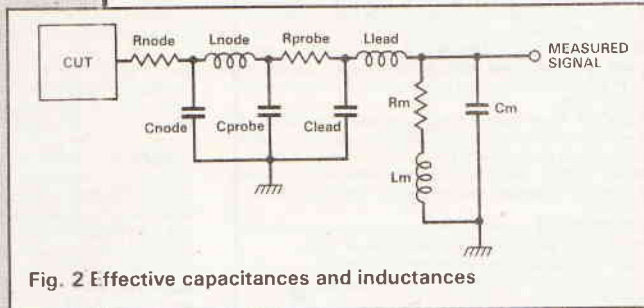 Rnode
Lnode
Rprobe
Llead
CUT
MEASURED
SIGNAL
Rm
Cm
Cnode
Cprobe
Clead
Lm
Fig. 2 Effective capacitances and inductances